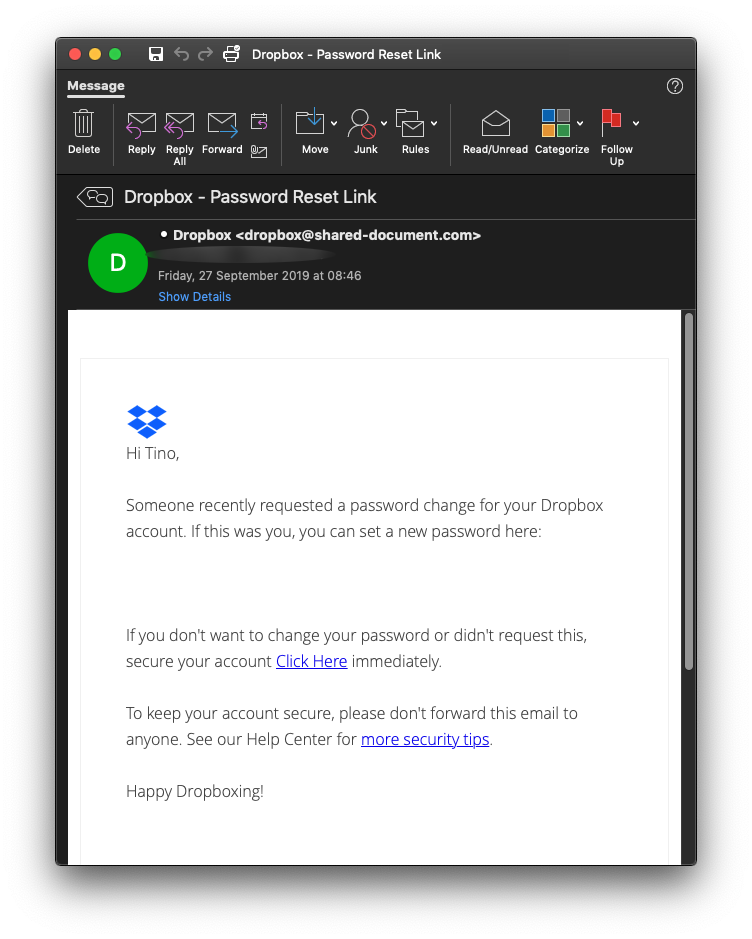 Dropbox - Password Reset Link
Message
Delete
Reply
Reply All
Forward
Move
Junk
Rules
Read/Unread
Categorize
Follow Up
Dropbox - Password Reset Link
D
Dropbox <dropbox@shared-document.com>
Friday, 27 September 2019 at 08:46
Show Details
Hi Tino,
Someone recently requested a password change for your Dropbox
account. If this was you, you can set a new password here:
If you don't want to change your password or didn't request this,
secure your account Click Here immediately.
To keep your account secure, please don't forward this email to
anyone. See our Help Center for more security tips.
Happy Dropboxing!